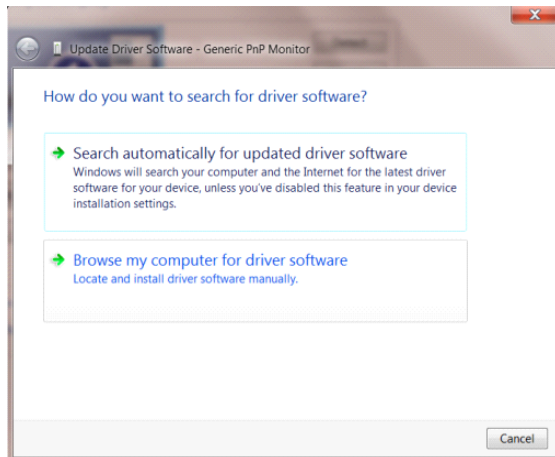 Update Driver Software - Generic PnP Monitor
How do you want to search for driver software?
Search automatically for updated driver software
Windows will search your computer and the Internet for the latest driver
software for your device, unless you've disabled this feature in your device
installation settings.
Browse my computer for driver software
Locate and install driver software manually.
Cancel